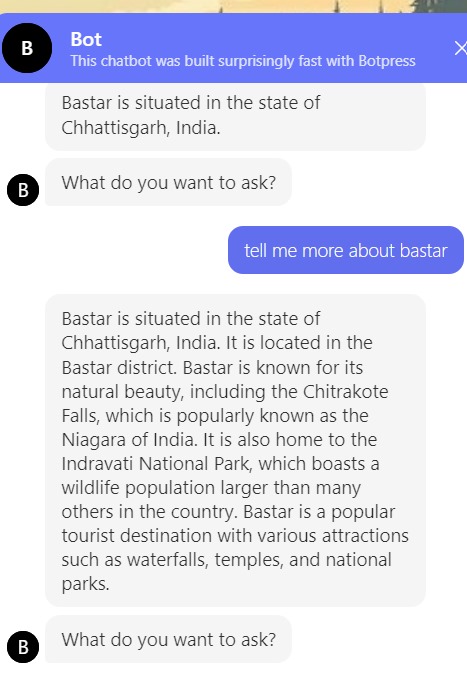 B
Bot
This chatbot was built surprisingly fast with Botpress
Bastar is situated in the state of
Chhattisgarh, India.
What do you want to ask?
B
tell me more about bastar
Bastar is situated in the state of
Chhattisgarh, India. It is located in the
Bastar district. Bastar is known for its
natural beauty, including the Chitrakote
Falls, which is popularly known as the
Niagara of India. It is also home to the
Indravati National Park, which boasts a
wildlife population larger than many
others in the country. Bastar is a popular
tourist destination with various attractions
such as waterfalls, temples, and national
parks.
What do you want to ask?
B